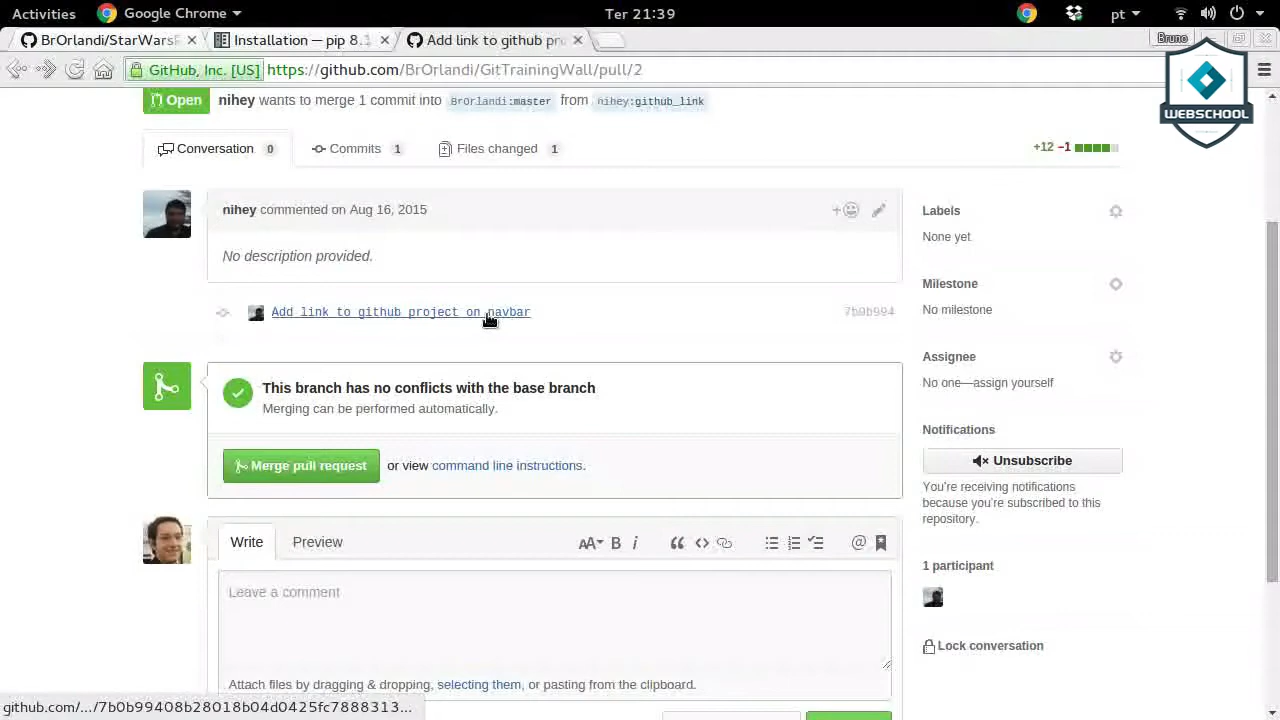 Activities Google Chrome Ter 21:39 pt
BrOrlandi/StarWars Installation — pip 8.1 Add link to github pro Bruno
GitHub, Inc. [US] https://github.com/BrOrlandi/GitTrainingWall/pull/2
WEBSCHOOL
Open nihey wants to merge 1 commit into BrOrlandi:master from nihey:github_link
Conversation 0 Commits 1 Files changed 1 +12 −1
nihey commented on Aug 16, 2015
No description provided.
Add link to github project on navbar 7b0b994
This branch has no conflicts with the base branch
Merging can be performed automatically.
Merge pull request or view command line instructions.
Write Preview AA B i @
Leave a comment
Attach files by dragging & dropping, selecting them, or pasting from the clipboard.
Labels
None yet
Milestone
No milestone
Assignee
No one—assign yourself
Notifications
Unsubscribe
You're receiving notifications
because you're subscribed to this
repository.
1 participant
Lock conversation
github.com/.../7b0b99408b28018b04d0425fc7888313...